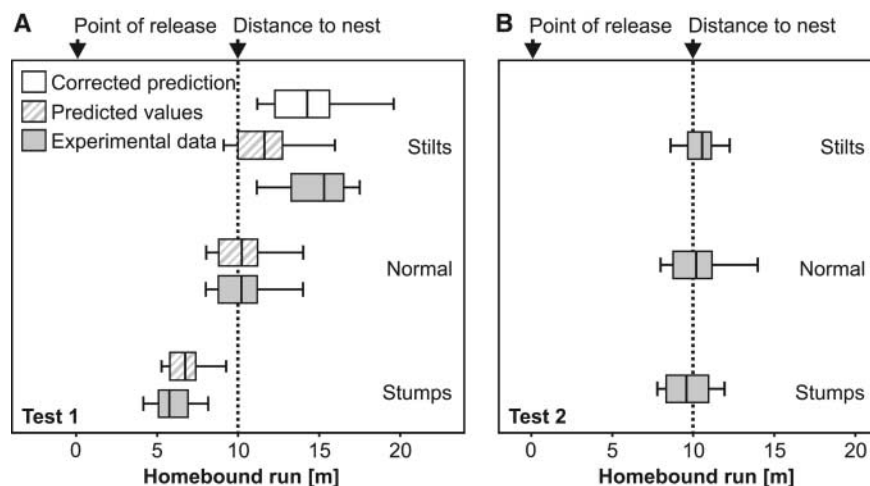 A Point of release Distance to nest
Corrected prediction
Predicted values
Experimental data
Stilts
Normal
Stumps
Test 1
0 5 10 15 20
Homebound run [m]
B Point of release Distance to nest
Stilts
Normal
Stumps
Test 2
0 5 10 15 20
Homebound run [m]